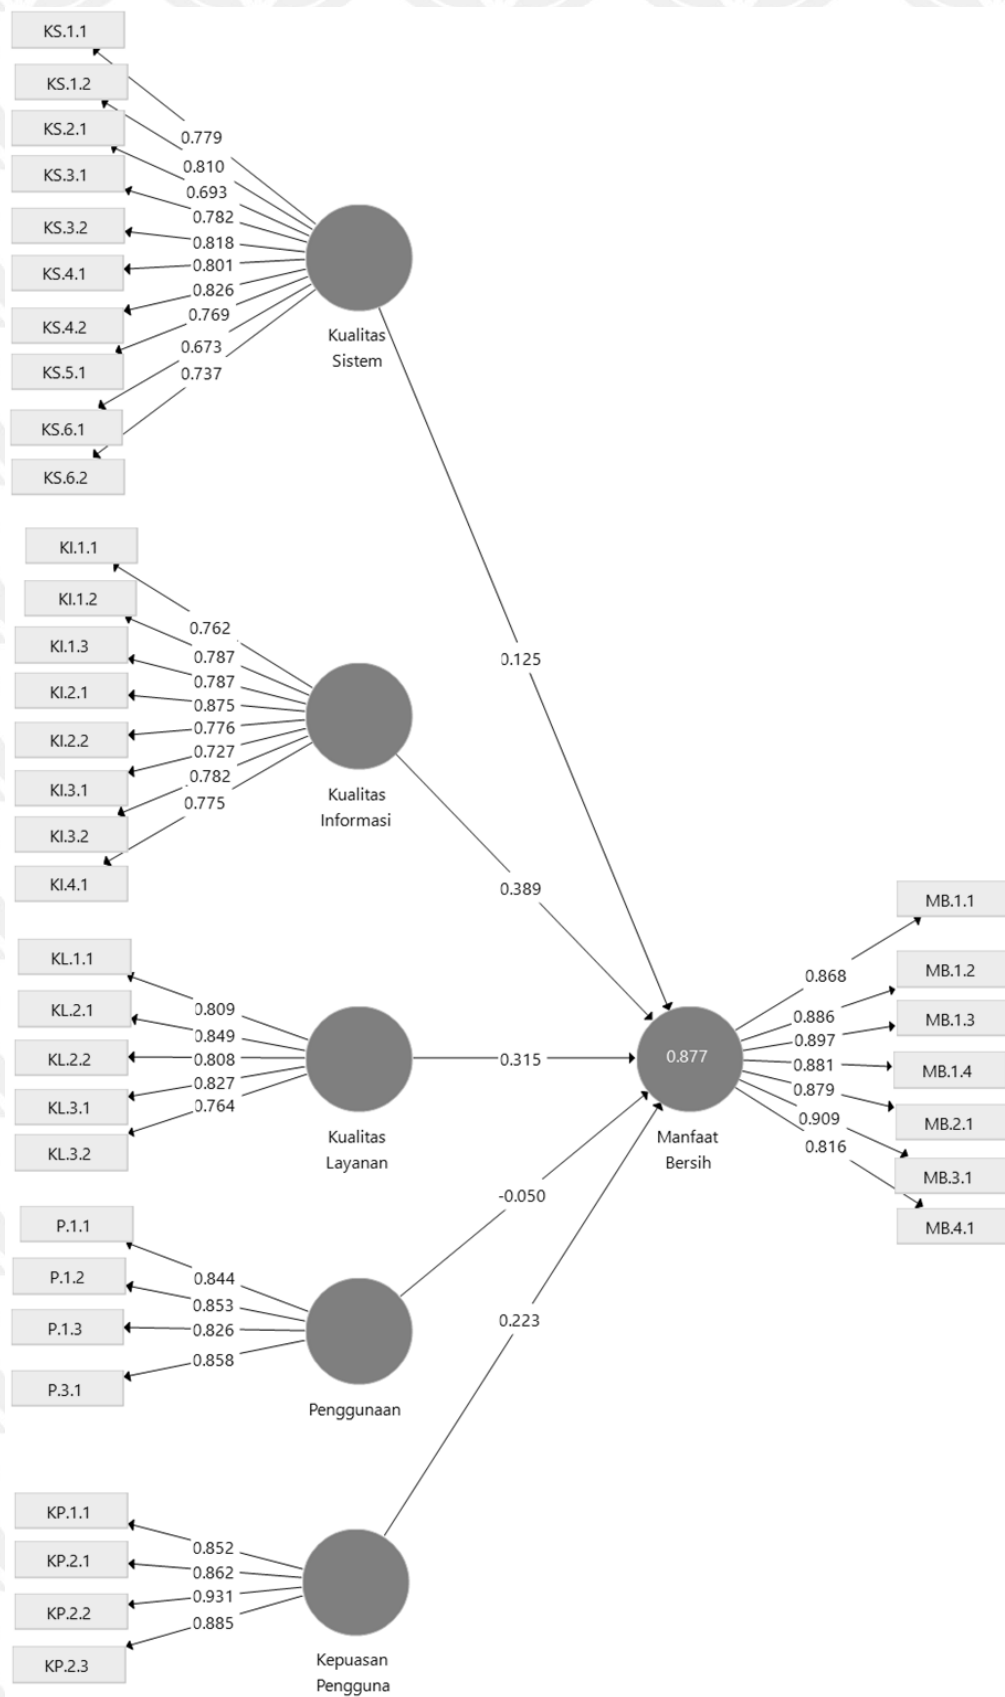 KS.1.1
KS.1.2
KS.2.1
KS.3.1
KS.3.2
KS.4.1
KS.4.2
KS.5.1
KS.6.1
KS.6.2
0.779
0.810
0.693
0.782
0.818
0.801
0.826
0.769
0.673
0.737
Kualitas
Sistem
0.125
KI.1.1
KI.1.2
KI.1.3
KI.2.1
KI.2.2
KI.3.1
KI.3.2
KI.4.1
0.762
0.787
0.787
0.875
0.776
0.727
0.782
0.775
Kualitas
Informasi
0.389
KL.1.1
KL.2.1
KL.2.2
KL.3.1
KL.3.2
0.809
0.849
0.808
0.827
0.764
Kualitas
Layanan
0.315
P.1.1
P.1.2
P.1.3
P.3.1
0.844
0.853
0.826
0.858
Penggunaan
-0.050
KP.1.1
KP.2.1
KP.2.2
KP.2.3
0.852
0.862
0.931
0.885
Kepuasan
Pengguna
0.223
0.877
Manfaat
Bersih
0.868
0.886
0.897
0.881
0.879
0.909
0.816
MB.1.1
MB.1.2
MB.1.3
MB.1.4
MB.2.1
MB.3.1
MB.4.1